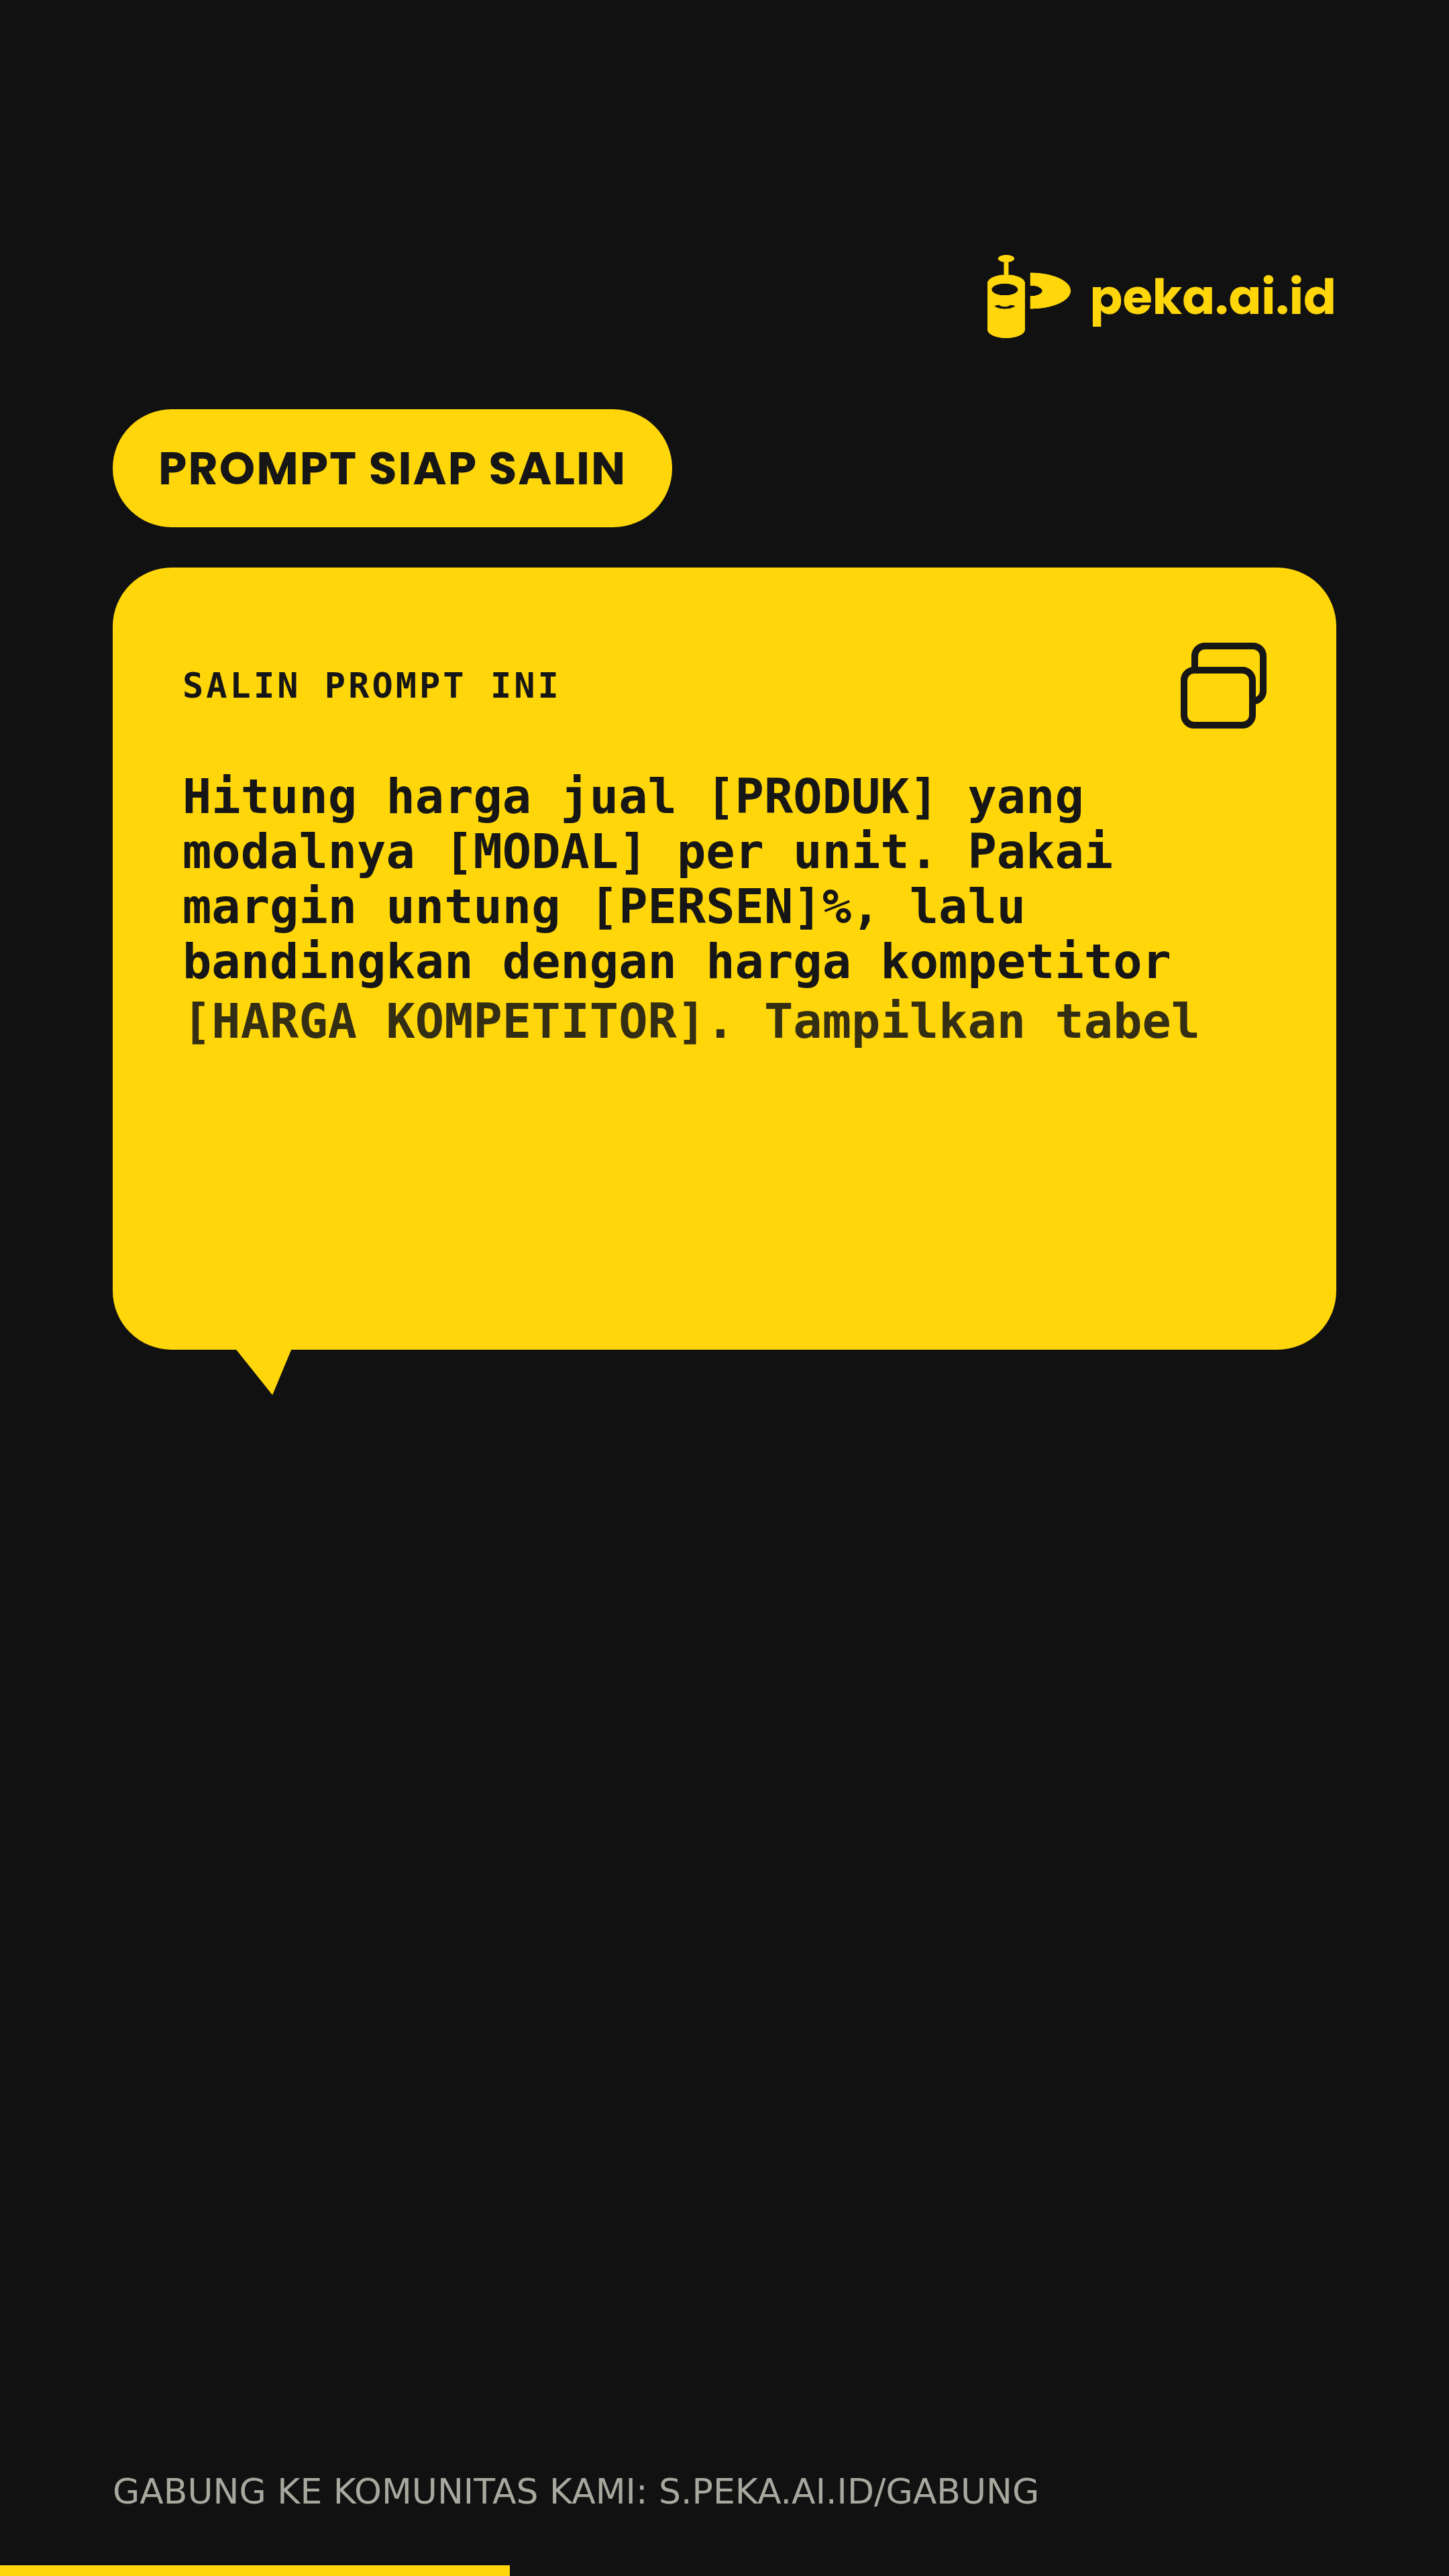 peka.ai.id
PROMPT SIAP SALIN
SALIN PROMPT INI
Hitung harga jual [PRODUK] yang
modalnya [MODAL] per unit. Pakai
margin untung [PERSEN]%, lalu
bandingkan dengan harga kompetitor
[HARGA KOMPETITOR]. Tampilkan tabel
GABUNG KE KOMUNITAS KAMI: S.PEKA.AI.ID/GABUNG